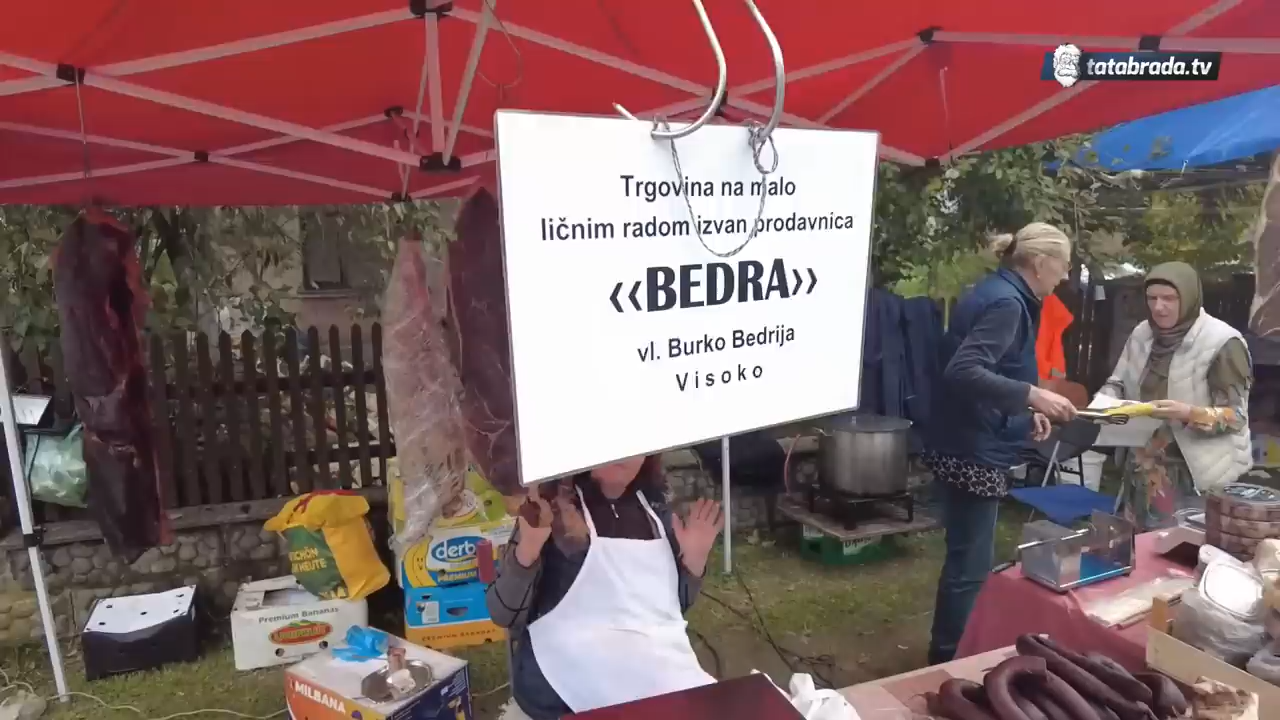 tatabrada.tv
Trgovina na malo
ličnim radom izvan prodavnica
‹‹BEDRA››
vl. Burko Bedrija
Visoko
derby
PREMIUM
Premium Bananas
MILBANA